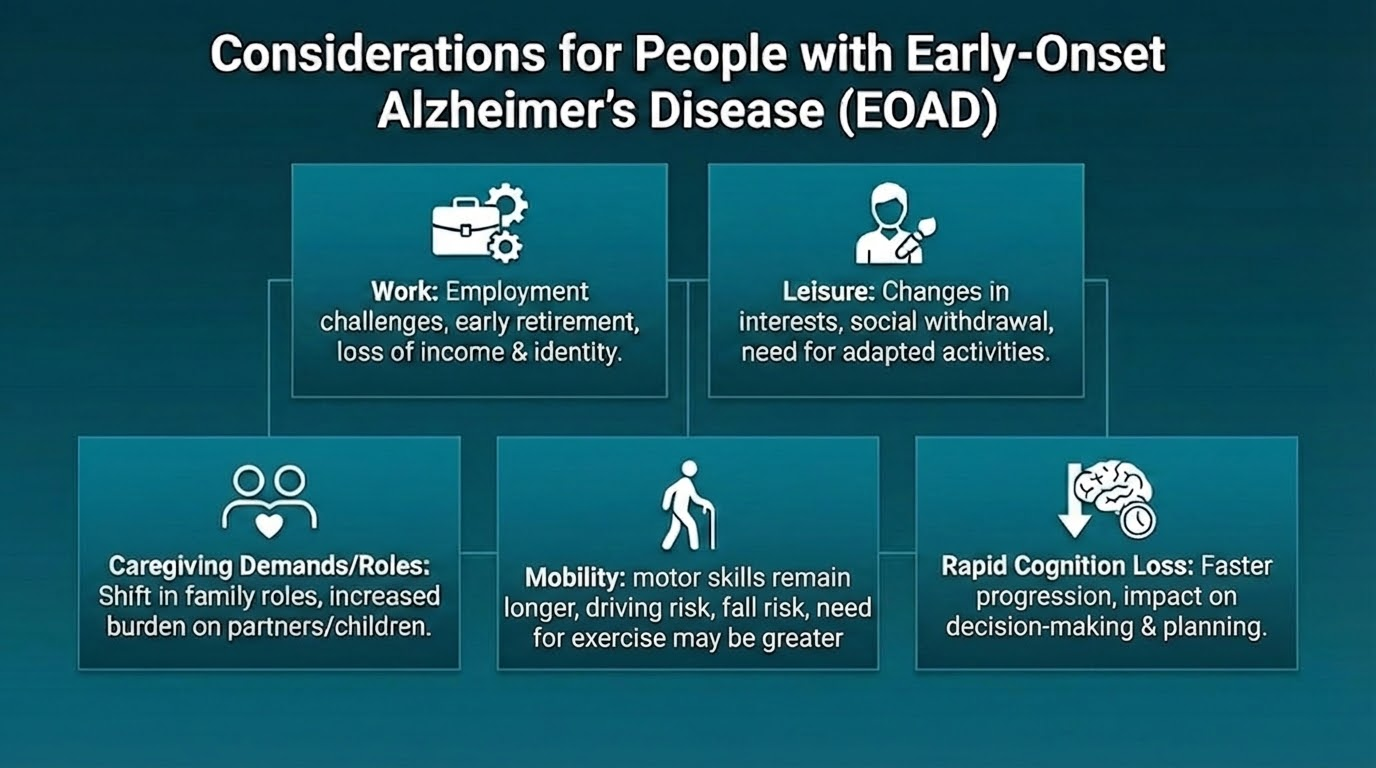 Considerations for People with Early-Onset
Alzheimer’s Disease (EOAD)
Work: Employment
challenges, early retirement,
loss of income & identity.
Leisure: Changes in
interests, social withdrawal,
need for adapted activities.
Caregiving Demands/Roles:
Shift in family roles, increased
burden on partners/children.
Mobility: motor skills remain
longer, driving risk, fall risk, need
for exercise may be greater
Rapid Cognition Loss: Faster
progression, impact on
decision-making & planning.